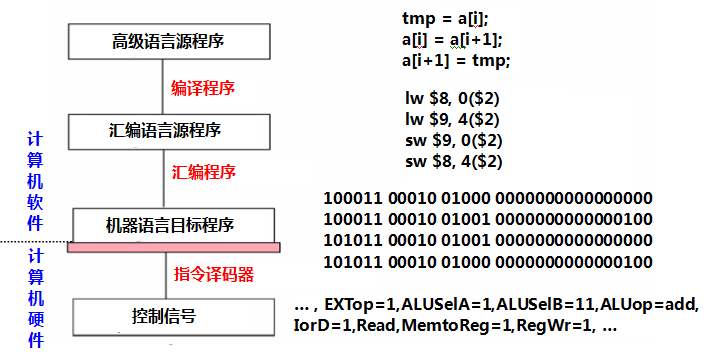 高级语言源程序
编译程序
汇编语言源程序
汇编程序
机器语言目标程序
指令译码器
控制信号
计算机软件
计算机硬件
tmp = a[i];
a[i] = a[i+1];
a[i+1] = tmp;
lw $8, 0($2)
lw $9, 4($2)
sw $9, 0($2)
sw $8, 4($2)
100011 00010 01000 0000000000000000
100011 00010 01001 0000000000000100
101011 00010 01001 0000000000000000
101011 00010 01000 0000000000000100
... , EXTop=1,ALUSelA=1,ALUSelB=11,ALUop=add,
IorD=1,Read,MemtoReg=1,RegWr=1, ...